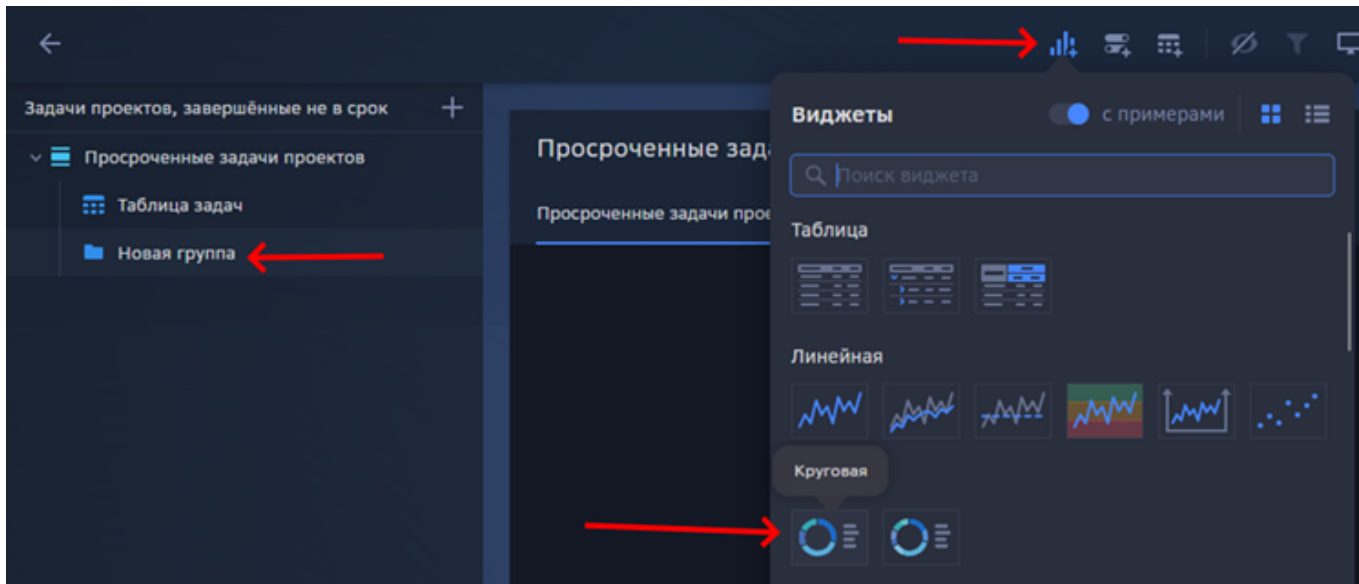 Задачи проектов, завершённые не в срок
Просроченные задачи проектов
Таблица задач
Новая группа
Просроченные зада
Просроченные задачи прое
Виджеты
с примерами
Поиск виджета
Таблица
Линейная
Круговая